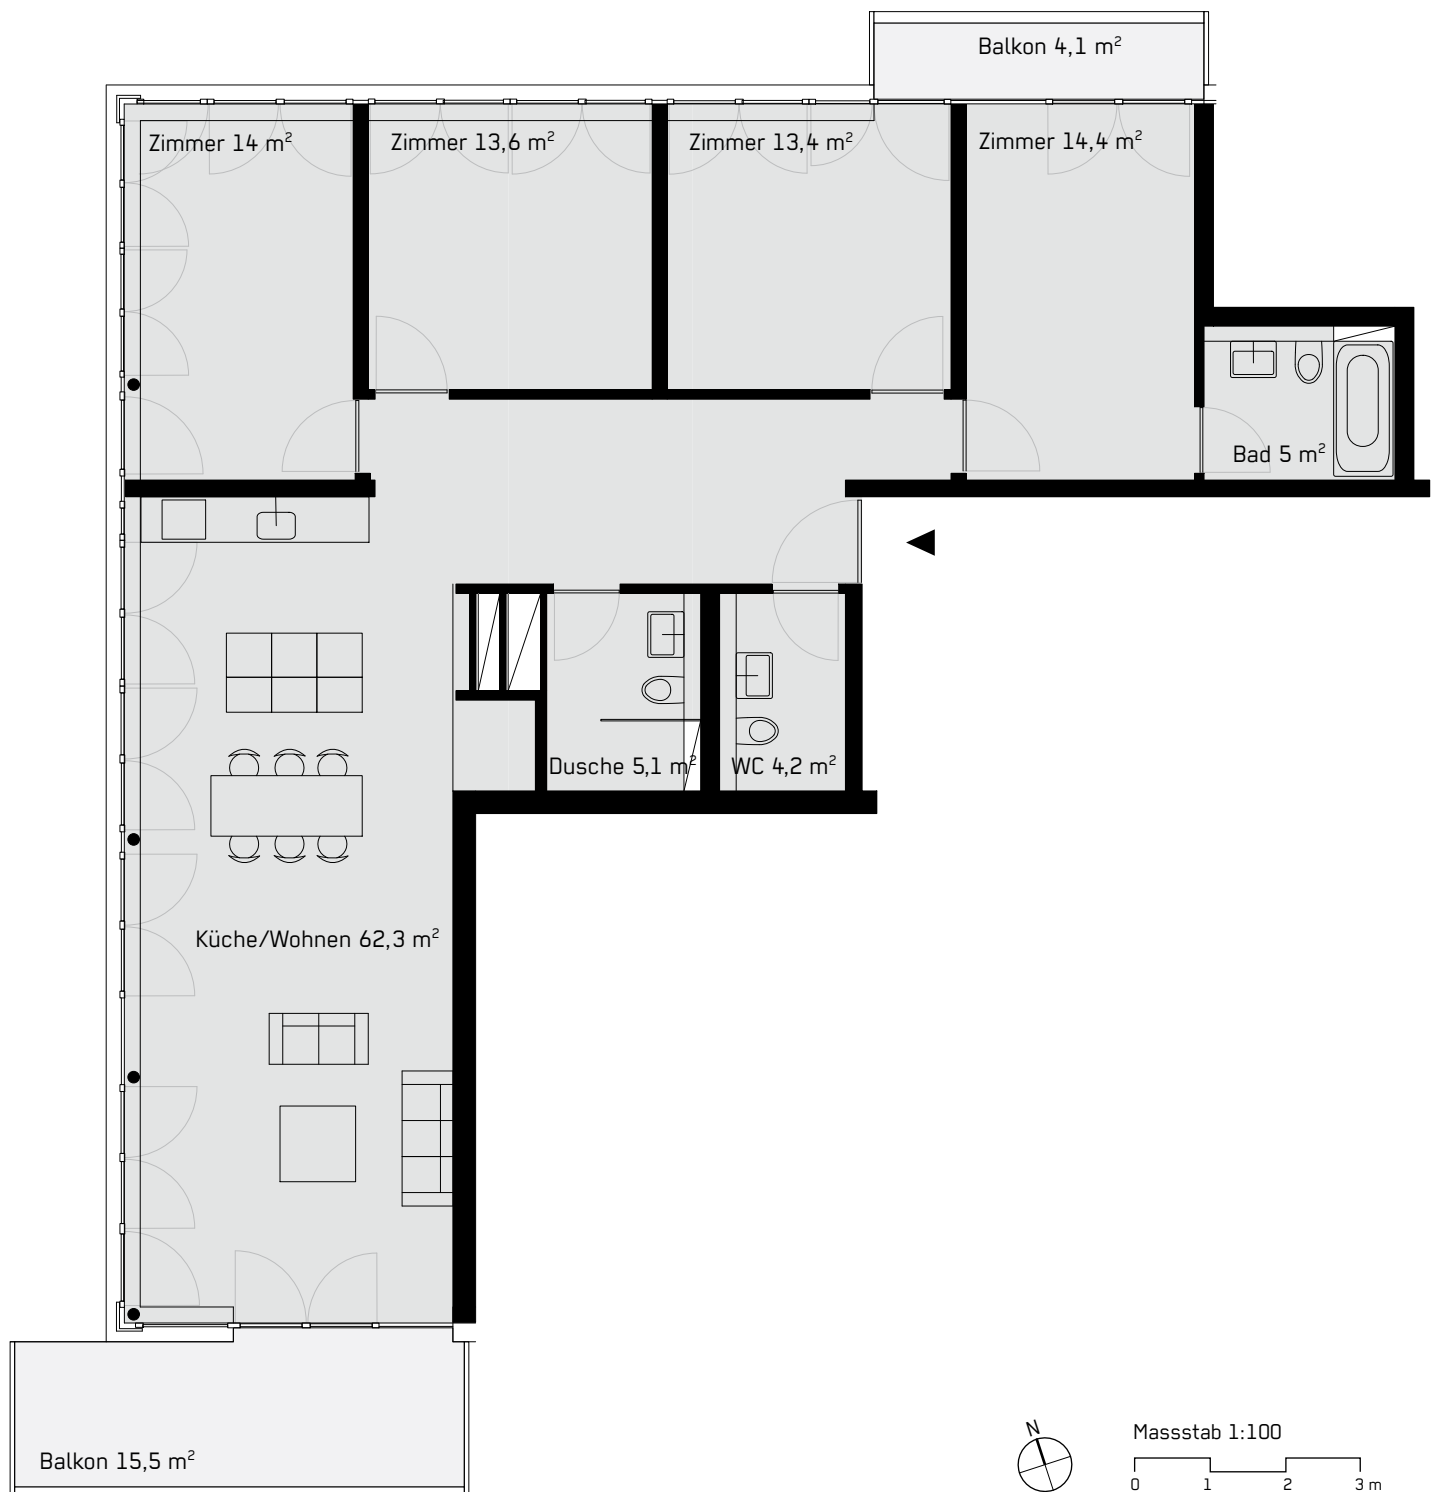 Balkon 4,1 m²
Zimmer 14 m²
Zimmer 13,6 m²
Zimmer 13,4 m²
Zimmer 14,4 m²
Bad 5 m²
Dusche 5,1 m²
WC 4,2 m²
Küche/Wohnen 62,3 m²
Balkon 15,5 m²
N
Massstab 1:100
0 1 2 3 m